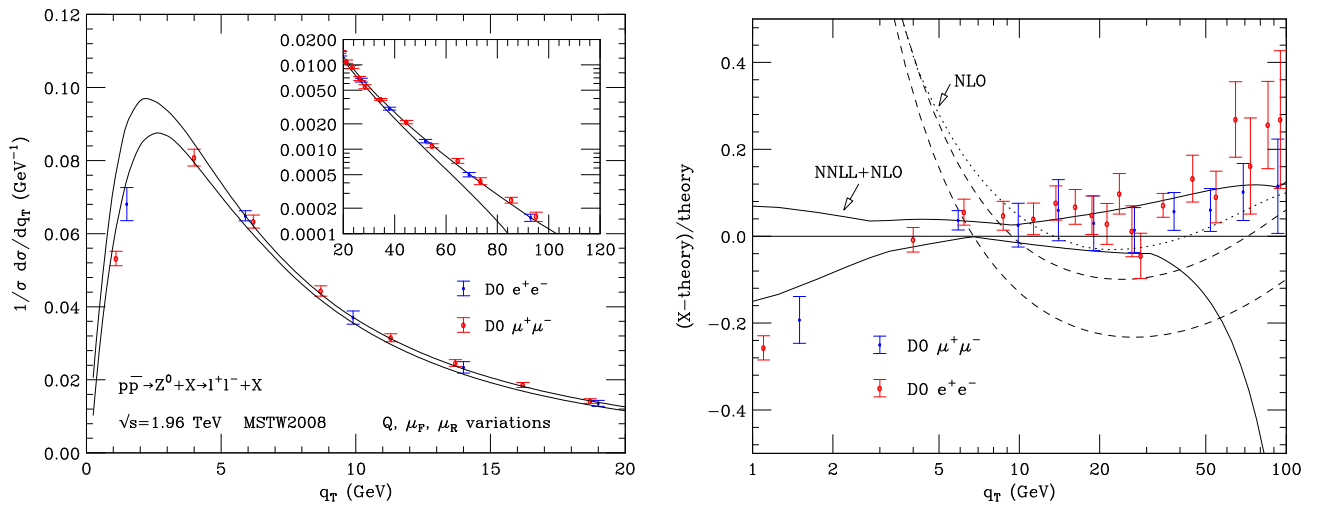 0.12
0.10
0.08
0.06
0.04
0.02
0.00
1/σ dσ/dq_T (GeV⁻¹)
0.0200
0.0100
0.0050
0.0020
0.0010
0.0005
0.0002
0.0001
20 40 60 80 100 120
D0 e⁺e⁻
D0 μ⁺μ⁻
pp̅→Z⁰+X→l⁺l⁻+X
√s=1.96 TeV MSTW2008 Q, μ_F, μ_R variations
0 5 10 15 20
q_T (GeV)
(X−theory)/theory
0.4
0.2
0.0
−0.2
−0.4
NLO
NNLL+NLO
D0 μ⁺μ⁻
D0 e⁺e⁻
1 2 5 10 20 50 100
q_T (GeV)